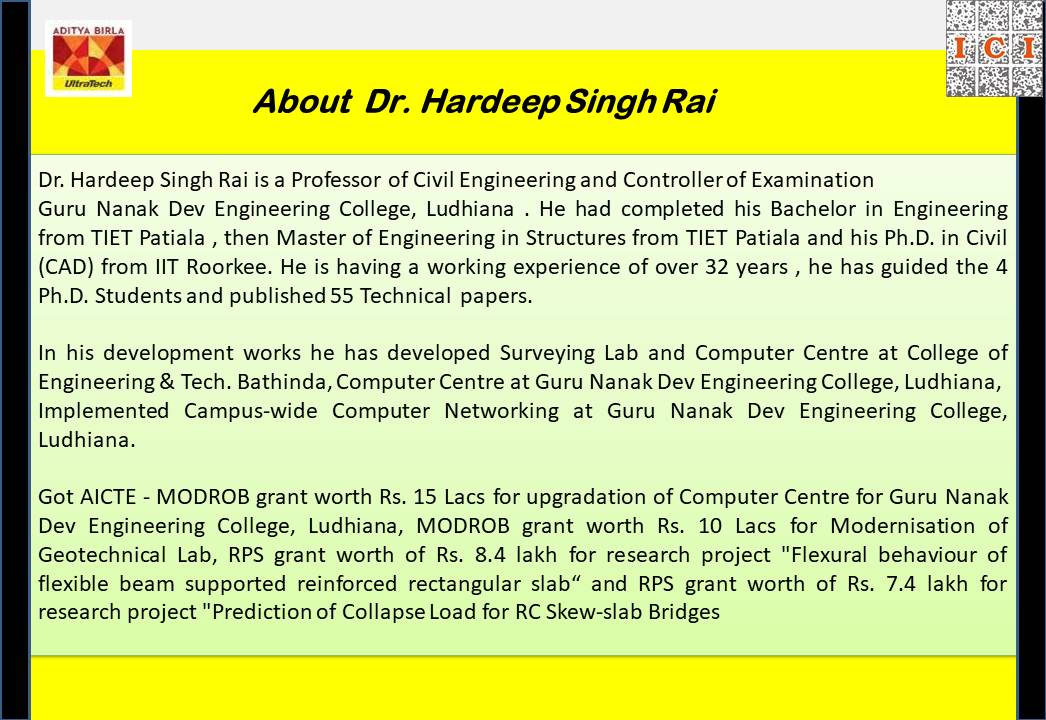 ADITYA BIRLA
UltraTech
I C I
About Dr. Hardeep Singh Rai
Dr. Hardeep Singh Rai is a Professor of Civil Engineering and Controller of Examination
Guru Nanak Dev Engineering College, Ludhiana . He had completed his Bachelor in Engineering
from TIET Patiala , then Master of Engineering in Structures from TIET Patiala and his Ph.D. in Civil
(CAD) from IIT Roorkee. He is having a working experience of over 32 years , he has guided the 4
Ph.D. Students and published 55 Technical papers.
In his development works he has developed Surveying Lab and Computer Centre at College of
Engineering & Tech. Bathinda, Computer Centre at Guru Nanak Dev Engineering College, Ludhiana,
Implemented Campus-wide Computer Networking at Guru Nanak Dev Engineering College,
Ludhiana.
Got AICTE - MODROB grant worth Rs. 15 Lacs for upgradation of Computer Centre for Guru Nanak
Dev Engineering College, Ludhiana, MODROB grant worth Rs. 10 Lacs for Modernisation of
Geotechnical Lab, RPS grant worth of Rs. 8.4 lakh for research project "Flexural behaviour of
flexible beam supported reinforced rectangular slab“ and RPS grant worth of Rs. 7.4 lakh for
research project "Prediction of Collapse Load for RC Skew-slab Bridges